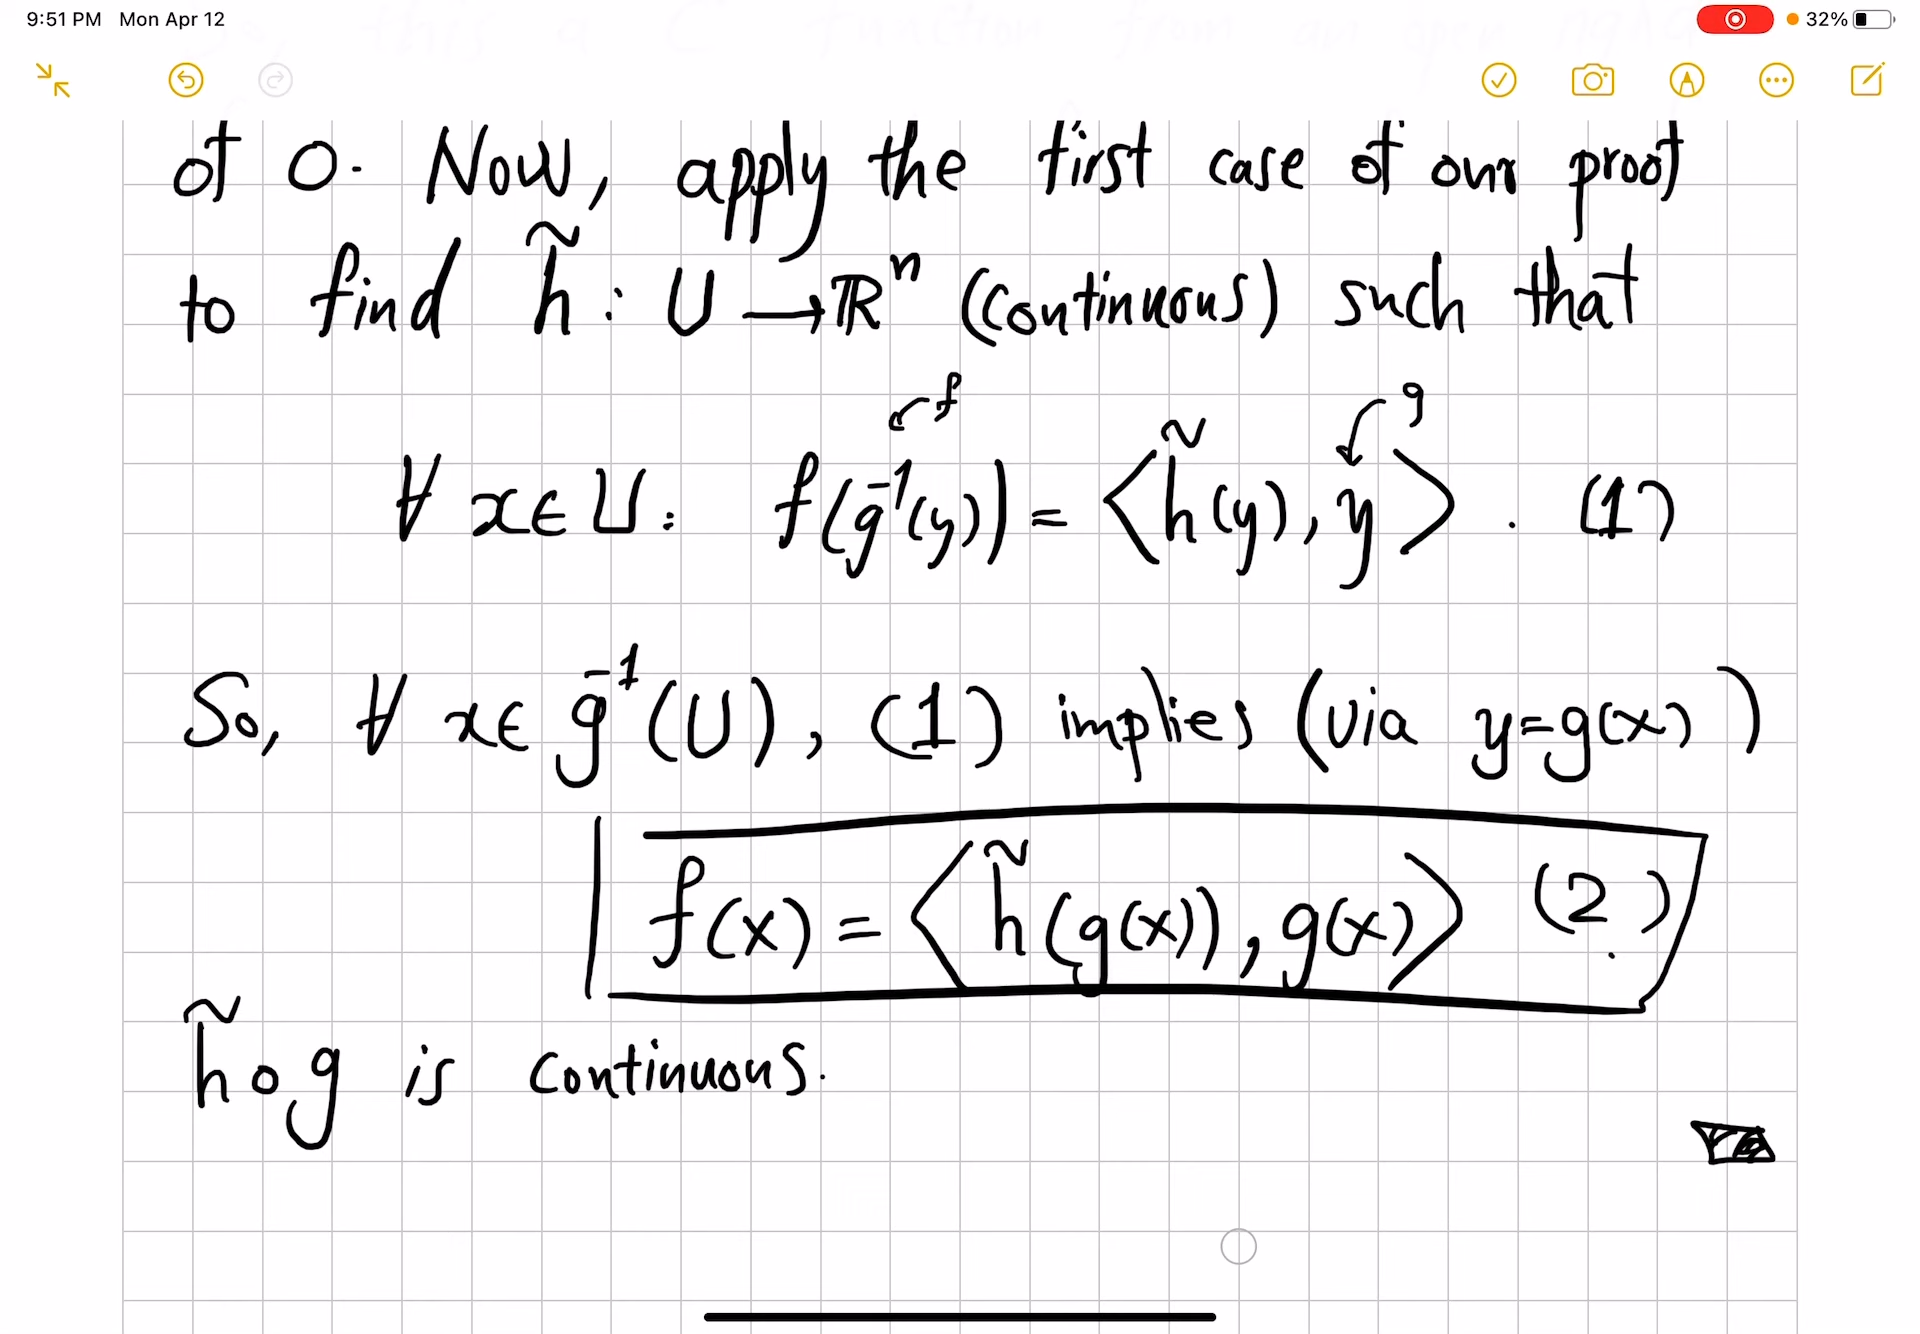 9:51 PM Mon Apr 12 32%
of 0. Now, apply the first case of our proof
to find h̃ : U → ℝⁿ (continuous) such that
f g
∀ x ∈ U : f(g⁻¹(y)) = ⟨h̃(y), y⟩ . (1)
So, ∀ x ∈ g⁻¹(U), (1) implies (via y=g(x))
f(x) = ⟨h̃(g(x)), g(x)⟩ (2).
h̃ ∘ g is continuous.